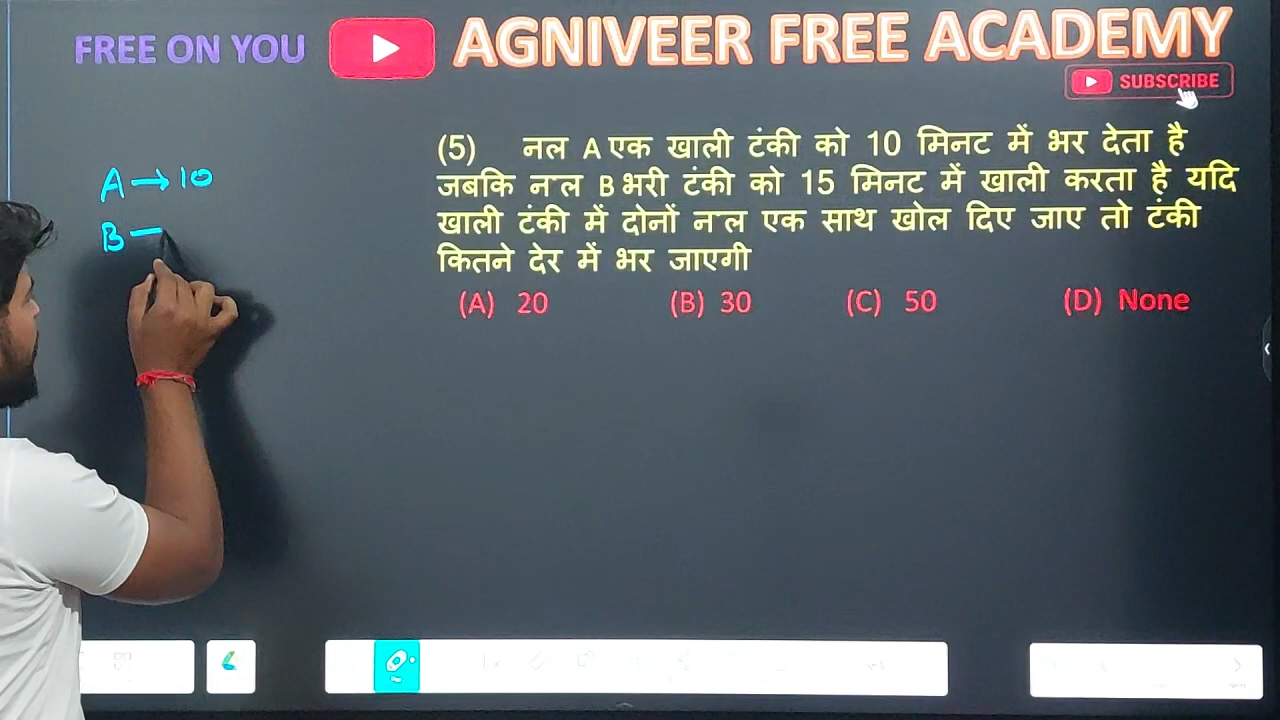 FREE ON YOU
AGNIVEER FREE ACADEMY
SUBSCRIBE
(5) नल A एक खाली टंकी को 10 मिनट में भर देता है
जबकि नल B भरी टंकी को 15 मिनट में खाली करता है यदि
खाली टंकी में दोनों नल एक साथ खोल दिए जाए तो टंकी
कितने देर में भर जाएगी
(A) 20 (B) 30 (C) 50 (D) None
A → 10
B —